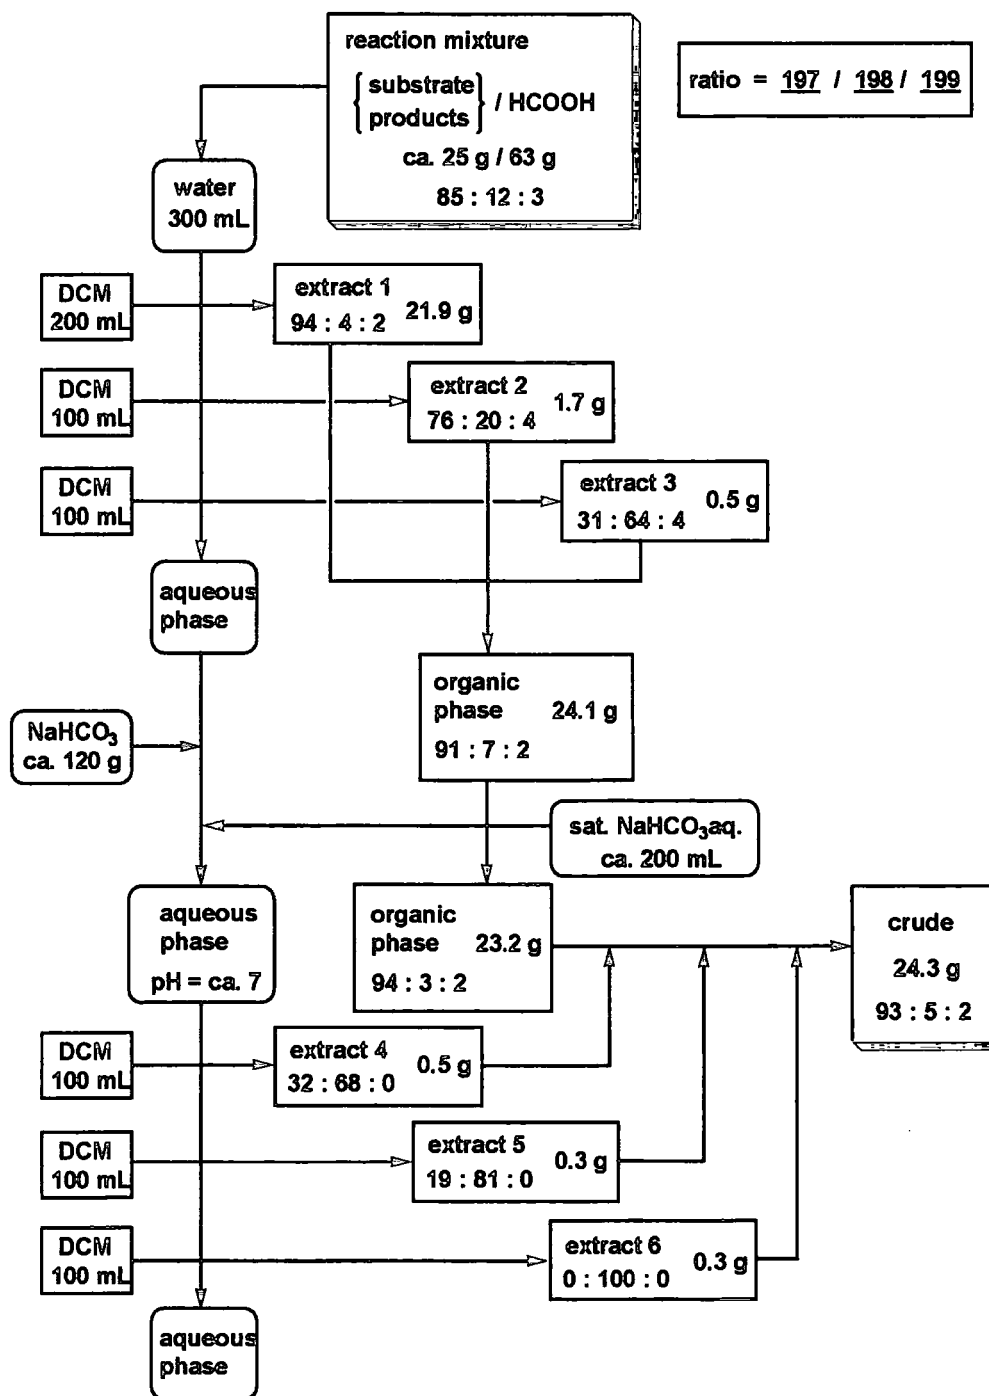 reaction mixture
substrate
products
/ HCOOH
ca. 25 g / 63 g
85 : 12 : 3
ratio = 197 / 198 / 199
water
300 mL
DCM
200 mL
extract 1
94 : 4 : 2
21.9 g
DCM
100 mL
extract 2
76 : 20 : 4
1.7 g
DCM
100 mL
extract 3
31 : 64 : 4
0.5 g
aqueous
phase
organic
phase
24.1 g
91 : 7 : 2
NaHCO₃
ca. 120 g
sat. NaHCO₃aq.
ca. 200 mL
aqueous
phase
pH = ca. 7
organic
phase
23.2 g
94 : 3 : 2
crude
24.3 g
93 : 5 : 2
DCM
100 mL
extract 4
32 : 68 : 0
0.5 g
DCM
100 mL
extract 5
19 : 81 : 0
0.3 g
DCM
100 mL
extract 6
0 : 100 : 0
0.3 g
aqueous
phase